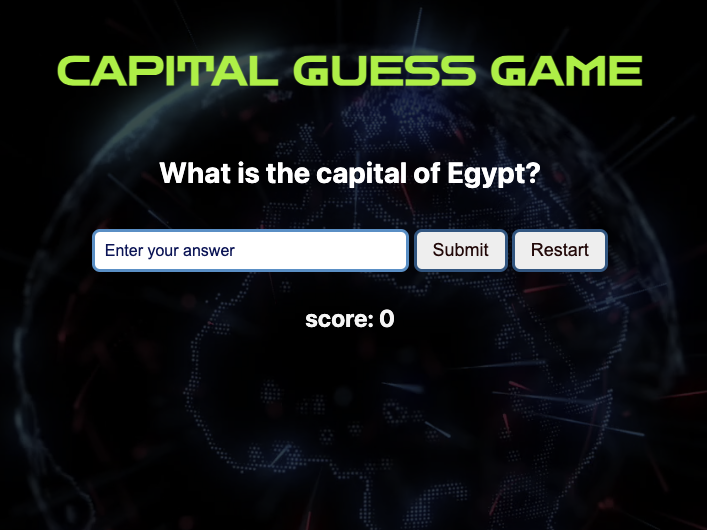 CAPITAL GUESS GAME
What is the capital of Egypt?
Enter your answer Submit Restart
score: 0